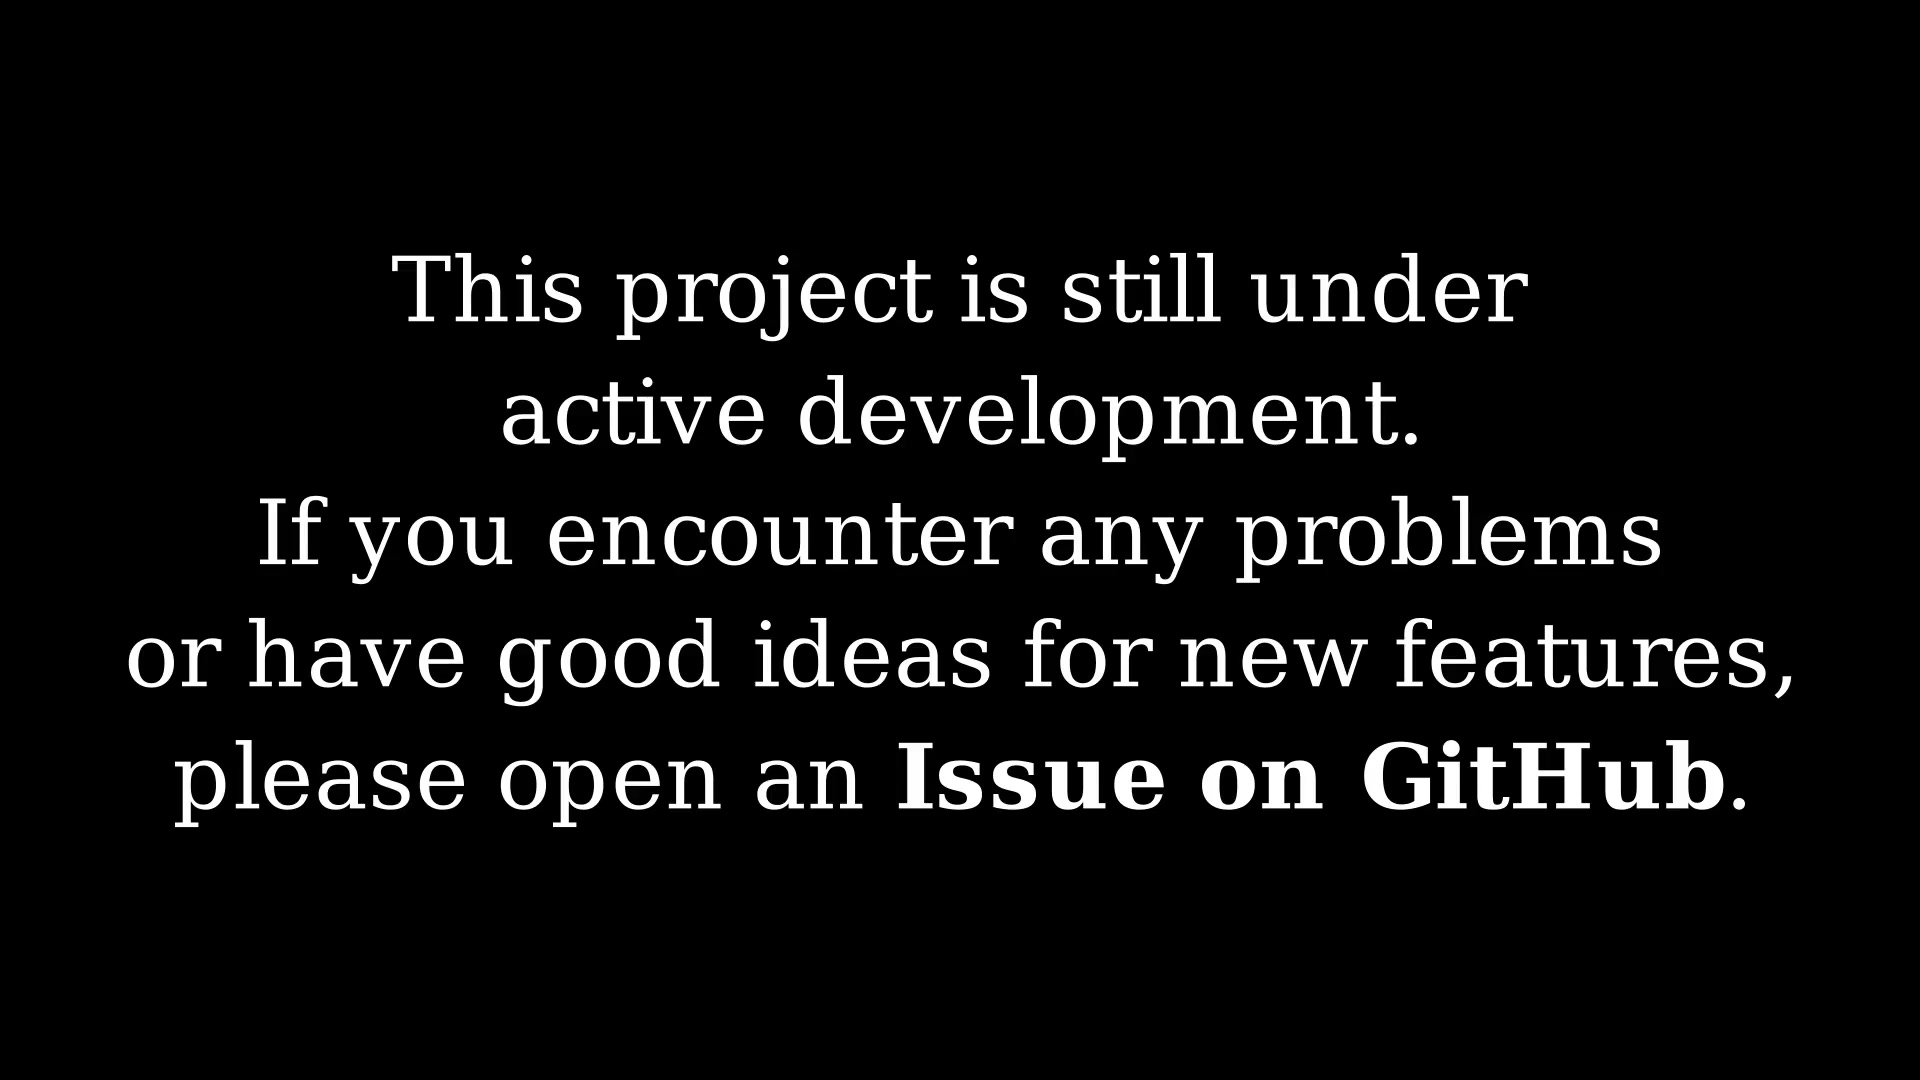 This project is still under
active development.
If you encounter any problems
or have good ideas for new features,
please open an Issue on GitHub.